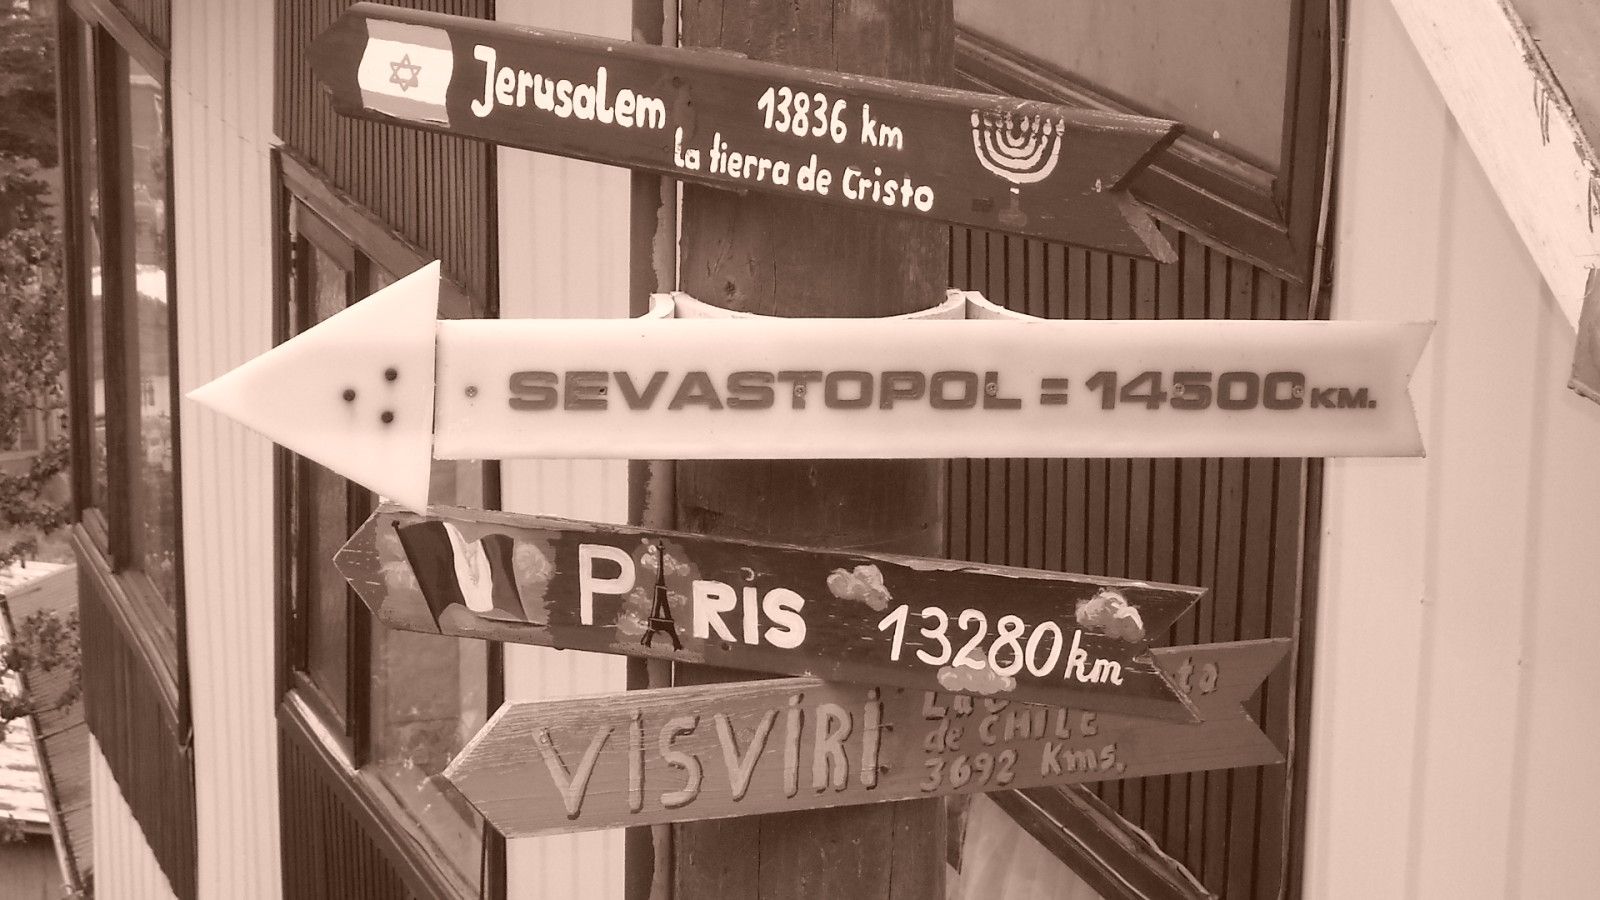 Jerusalem 13836 km
La tierra de Cristo
SEVASTOPOL = 14500 KM.
PARIS 13280 km
VISVIRI
de CHILE
3692 Kms.